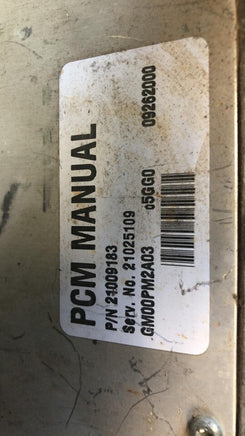 PCM MANUAL
P/N 21009183
Serv. No. 21025109
GM00PM2A03 05GG0 09262000